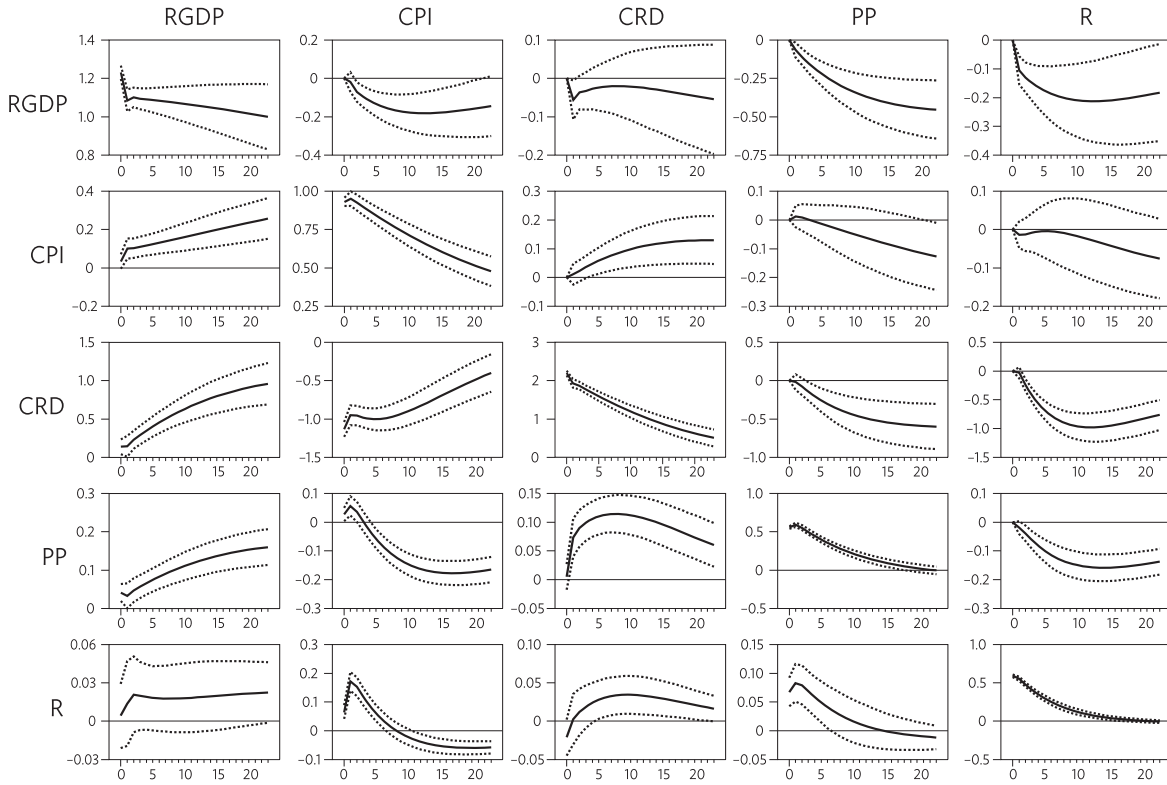 RGDP CPI CRD PP R
RGDP
1.4 1.2 1.0 0.8
0 5 10 15 20
0.2 0 –0.2 –0.4
0 5 10 15 20
0.1 0 –0.1 –0.2
0 5 10 15 20
0 –0.25 –0.50 –0.75
0 5 10 15 20
0 –0.1 –0.2 –0.3 –0.4
0 5 10 15 20
CPI
0.4 0.2 0 –0.2
0 5 10 15 20
1.00 0.75 0.50 0.25
0 5 10 15 20
0.3 0.2 0.1 0 –0.1
0 5 10 15 20
0.1 0 –0.1 –0.2 –0.3
0 5 10 15 20
0.1 0 –0.1 –0.2
0 5 10 15 20
CRD
1.5 1.0 0.5 0
0 5 10 15 20
0 –0.5 –1.0 –1.5
0 5 10 15 20
3 2 1 0
0 5 10 15 20
0.5 0 –0.5 –1.0
0 5 10 15 20
0.5 0 –0.5 –1.0 –1.5
0 5 10 15 20
PP
0.3 0.2 0.1 0
0 5 10 15 20
0.1 0 –0.1 –0.2 –0.3
0 5 10 15 20
0.15 0.10 0.05 0 –0.05
0 5 10 15 20
1.0 0.5 0 –0.5
0 5 10 15 20
0.1 0 –0.1 –0.2 –0.3
0 5 10 15 20
R
0.06 0.03 0 –0.03
0 5 10 15 20
0.3 0.2 0.1 0 –0.1
0 5 10 15 20
0.10 0.05 0 –0.05
0 5 10 15 20
0.15 0.10 0.05 0 –0.05
0 5 10 15 20
1.0 0.5 0 –0.5
0 5 10 15 20